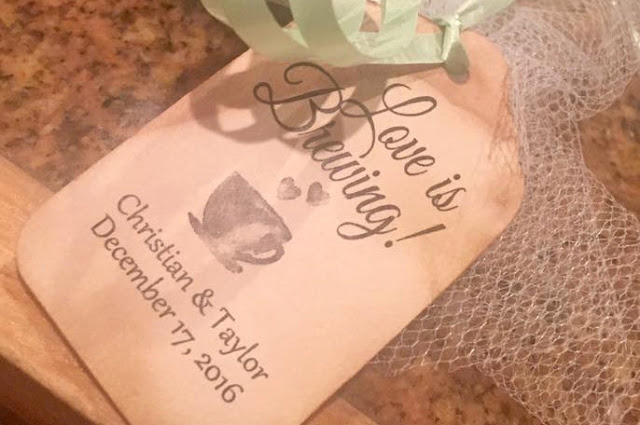 Love is
Brewing!
Christian & Taylor
December 17, 2016